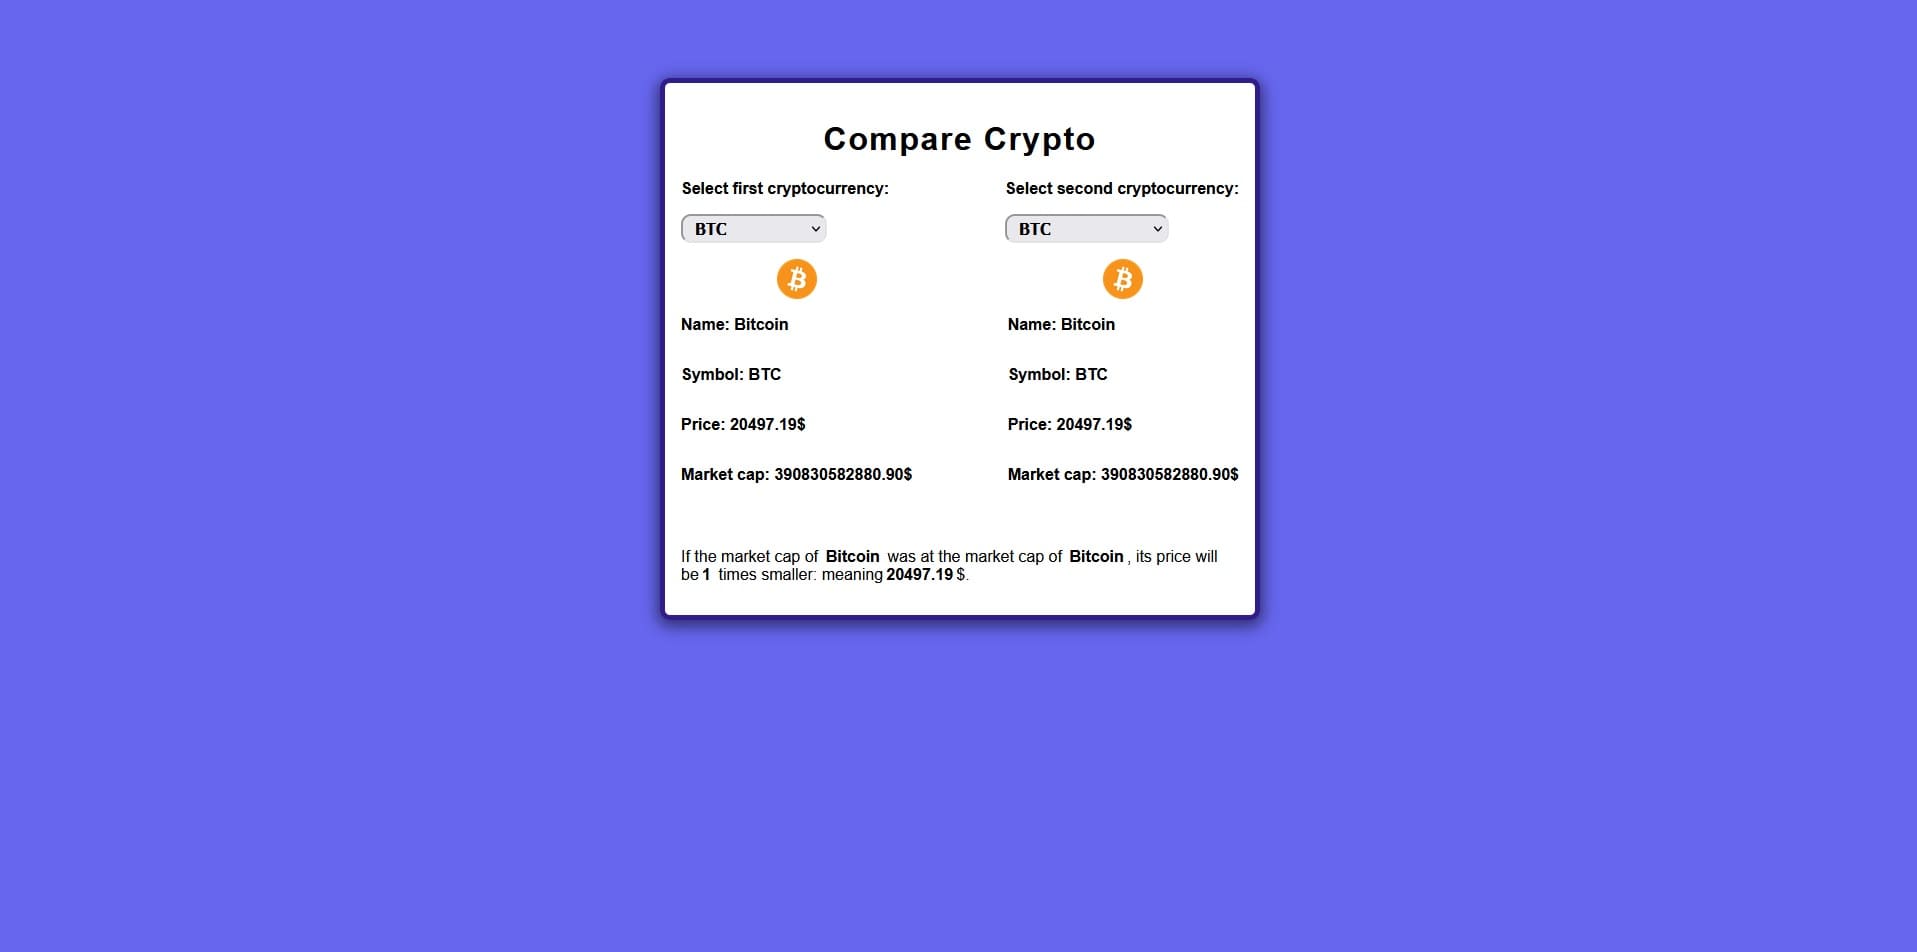 Compare Crypto
Select first cryptocurrency:
Select second cryptocurrency:
BTC
BTC
Name: Bitcoin
Name: Bitcoin
Symbol: BTC
Symbol: BTC
Price: 20497.19$
Price: 20497.19$
Market cap: 390830582880.90$
Market cap: 390830582880.90$
If the market cap of Bitcoin was at the market cap of Bitcoin , its price will
be 1 times smaller: meaning 20497.19 $.